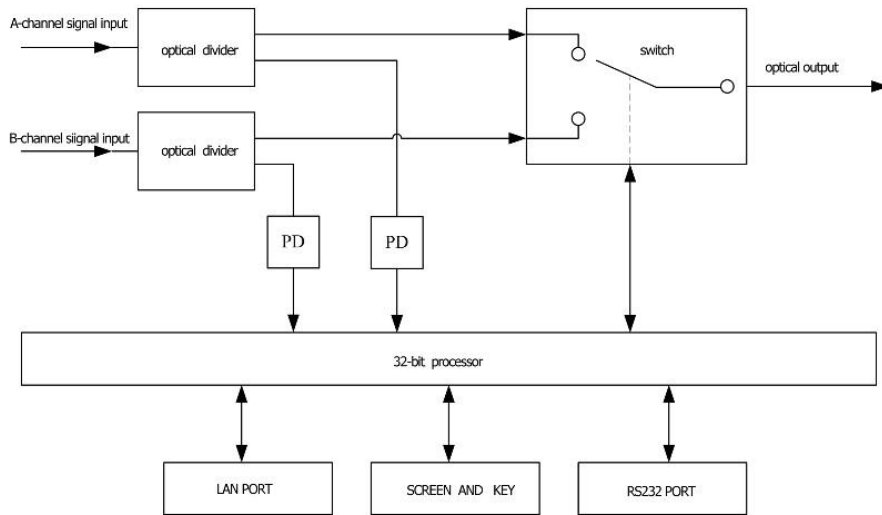 A-channel signal input
optical divider
switch
optical output
B-channel siignal input
optical divider
PD
PD
32-bit processor
LAN PORT
SCREEN AND KEY
RS232 PORT